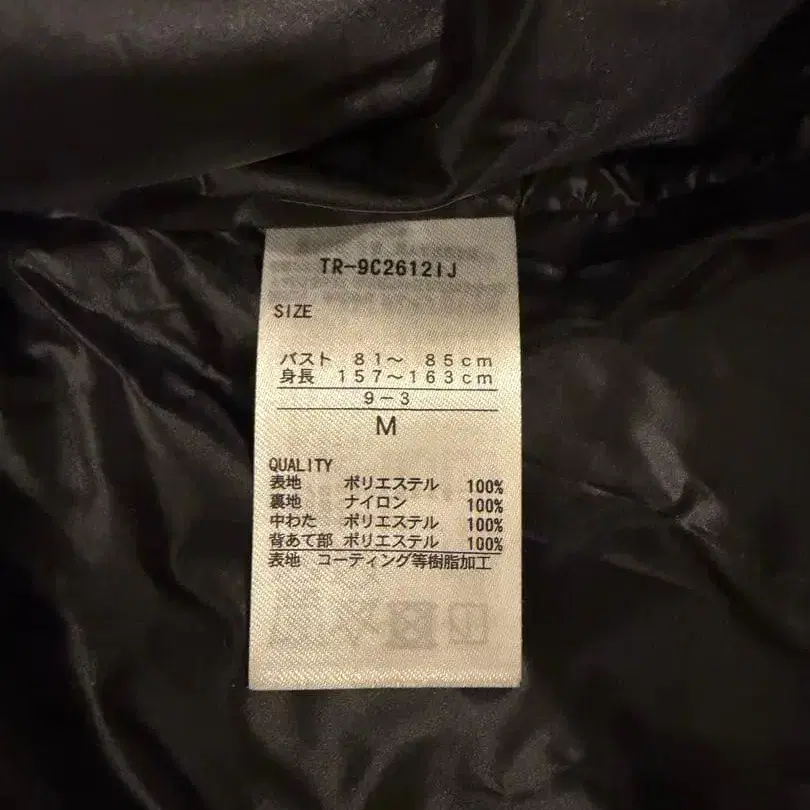 TR-9C2612IJ
SIZE
バスト 81～ 85cm
身長 157～163cm
9-3
M
QUALITY
表地 ポリエステル 100%
裏地 ナイロン 100%
中わた ポリエステル 100%
背あて部 ポリエステル 100%
表地 コーティング等樹脂加工